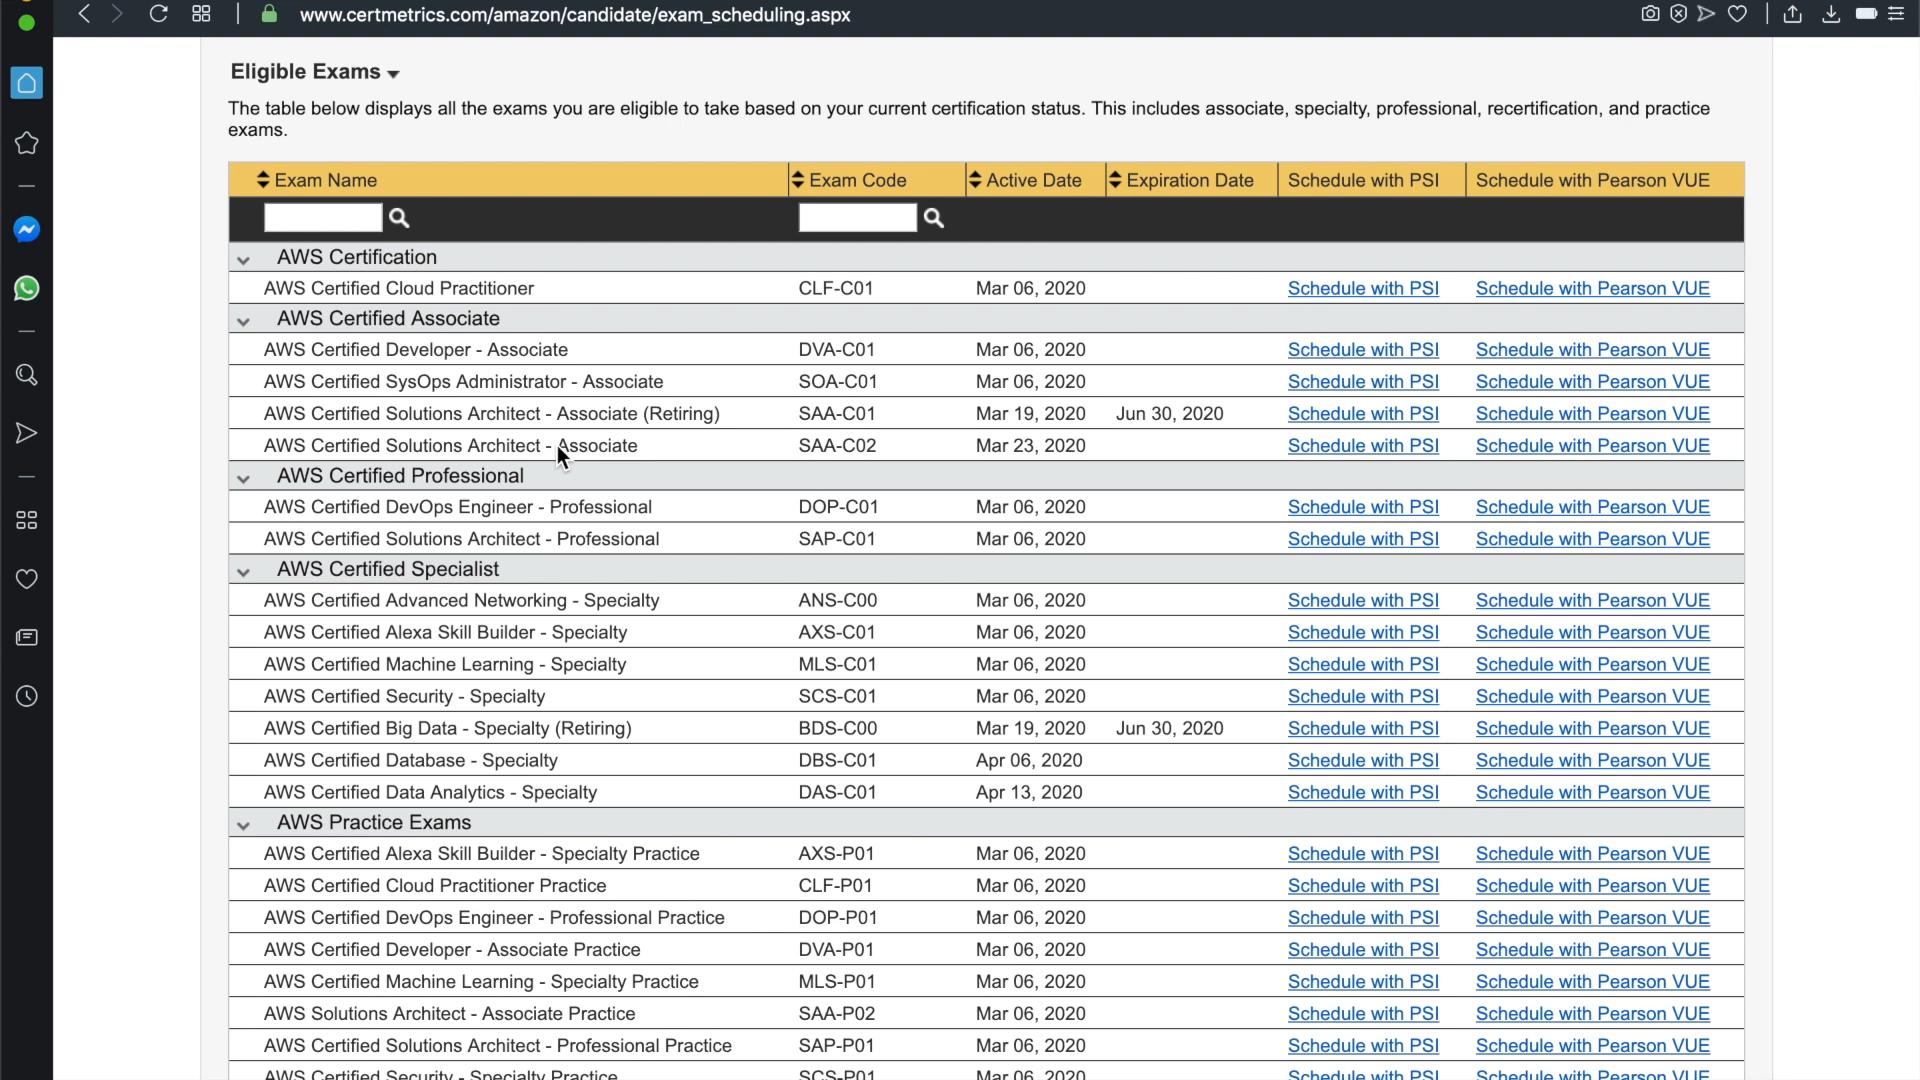 www.certmetrics.com/amazon/candidate/exam_scheduling.aspx
Eligible Exams
The table below displays all the exams you are eligible to take based on your current certification status. This includes associate, specialty, professional, recertification, and practice
exams.
Exam Name Exam Code Active Date Expiration Date Schedule with PSI Schedule with Pearson VUE
AWS Certification
AWS Certified Cloud Practitioner CLF-C01 Mar 06, 2020 Schedule with PSI Schedule with Pearson VUE
AWS Certified Associate
AWS Certified Developer - Associate DVA-C01 Mar 06, 2020 Schedule with PSI Schedule with Pearson VUE
AWS Certified SysOps Administrator - Associate SOA-C01 Mar 06, 2020 Schedule with PSI Schedule with Pearson VUE
AWS Certified Solutions Architect - Associate (Retiring) SAA-C01 Mar 19, 2020 Jun 30, 2020 Schedule with PSI Schedule with Pearson VUE
AWS Certified Solutions Architect - Associate SAA-C02 Mar 23, 2020 Schedule with PSI Schedule with Pearson VUE
AWS Certified Professional
AWS Certified DevOps Engineer - Professional DOP-C01 Mar 06, 2020 Schedule with PSI Schedule with Pearson VUE
AWS Certified Solutions Architect - Professional SAP-C01 Mar 06, 2020 Schedule with PSI Schedule with Pearson VUE
AWS Certified Specialist
AWS Certified Advanced Networking - Specialty ANS-C00 Mar 06, 2020 Schedule with PSI Schedule with Pearson VUE
AWS Certified Alexa Skill Builder - Specialty AXS-C01 Mar 06, 2020 Schedule with PSI Schedule with Pearson VUE
AWS Certified Machine Learning - Specialty MLS-C01 Mar 06, 2020 Schedule with PSI Schedule with Pearson VUE
AWS Certified Security - Specialty SCS-C01 Mar 06, 2020 Schedule with PSI Schedule with Pearson VUE
AWS Certified Big Data - Specialty (Retiring) BDS-C00 Mar 19, 2020 Jun 30, 2020 Schedule with PSI Schedule with Pearson VUE
AWS Certified Database - Specialty DBS-C01 Apr 06, 2020 Schedule with PSI Schedule with Pearson VUE
AWS Certified Data Analytics - Specialty DAS-C01 Apr 13, 2020 Schedule with PSI Schedule with Pearson VUE
AWS Practice Exams
AWS Certified Alexa Skill Builder - Specialty Practice AXS-P01 Mar 06, 2020 Schedule with PSI Schedule with Pearson VUE
AWS Certified Cloud Practitioner Practice CLF-P01 Mar 06, 2020 Schedule with PSI Schedule with Pearson VUE
AWS Certified DevOps Engineer - Professional Practice DOP-P01 Mar 06, 2020 Schedule with PSI Schedule with Pearson VUE
AWS Certified Developer - Associate Practice DVA-P01 Mar 06, 2020 Schedule with PSI Schedule with Pearson VUE
AWS Certified Machine Learning - Specialty Practice MLS-P01 Mar 06, 2020 Schedule with PSI Schedule with Pearson VUE
AWS Solutions Architect - Associate Practice SAA-P02 Mar 06, 2020 Schedule with PSI Schedule with Pearson VUE
AWS Certified Solutions Architect - Professional Practice SAP-P01 Mar 06, 2020 Schedule with PSI Schedule with Pearson VUE
AWS Certified Security - Specialty Practice SCS-P01 Mar 06, 2020 Schedule with PSI Schedule with Pearson VUE